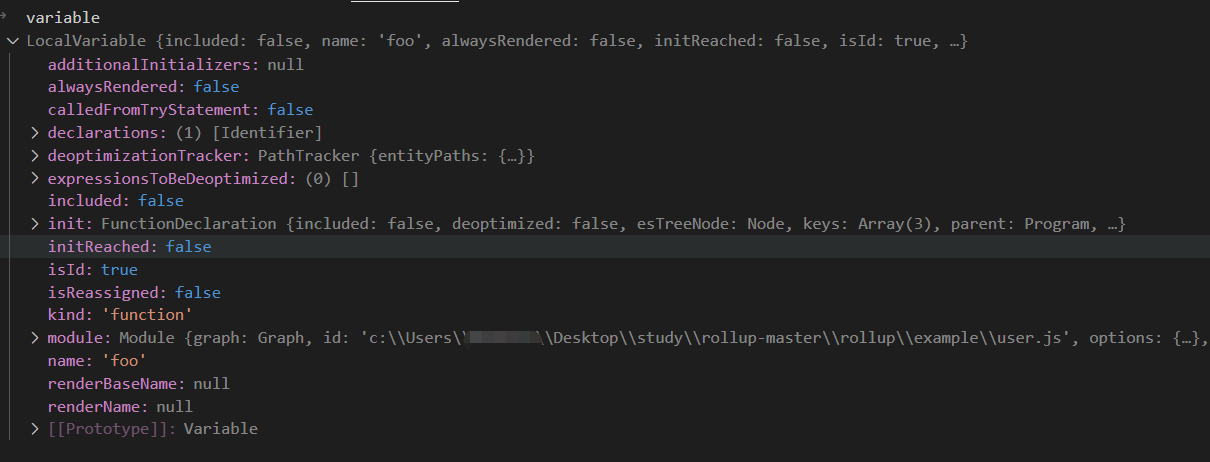 variable
LocalVariable {included: false, name: 'foo', alwaysRendered: false, initReached: false, isId: true, …}
additionalInitializers: null
alwaysRendered: false
calledFromTryStatement: false
declarations: (1) [Identifier]
deoptimizationTracker: PathTracker {entityPaths: {…}}
expressionsToBeDeoptimized: (0) []
included: false
init: FunctionDeclaration {included: false, deoptimized: false, esTreeNode: Node, keys: Array(3), parent: Program, …}
initReached: false
isId: true
isReassigned: false
kind: 'function'
module: Module {graph: Graph, id: 'c:\\Users\\ \\Desktop\\study\\rollup-master\\rollup\\example\\user.js', options: {…},
name: 'foo'
renderBaseName: null
renderName: null
[[Prototype]]: Variable